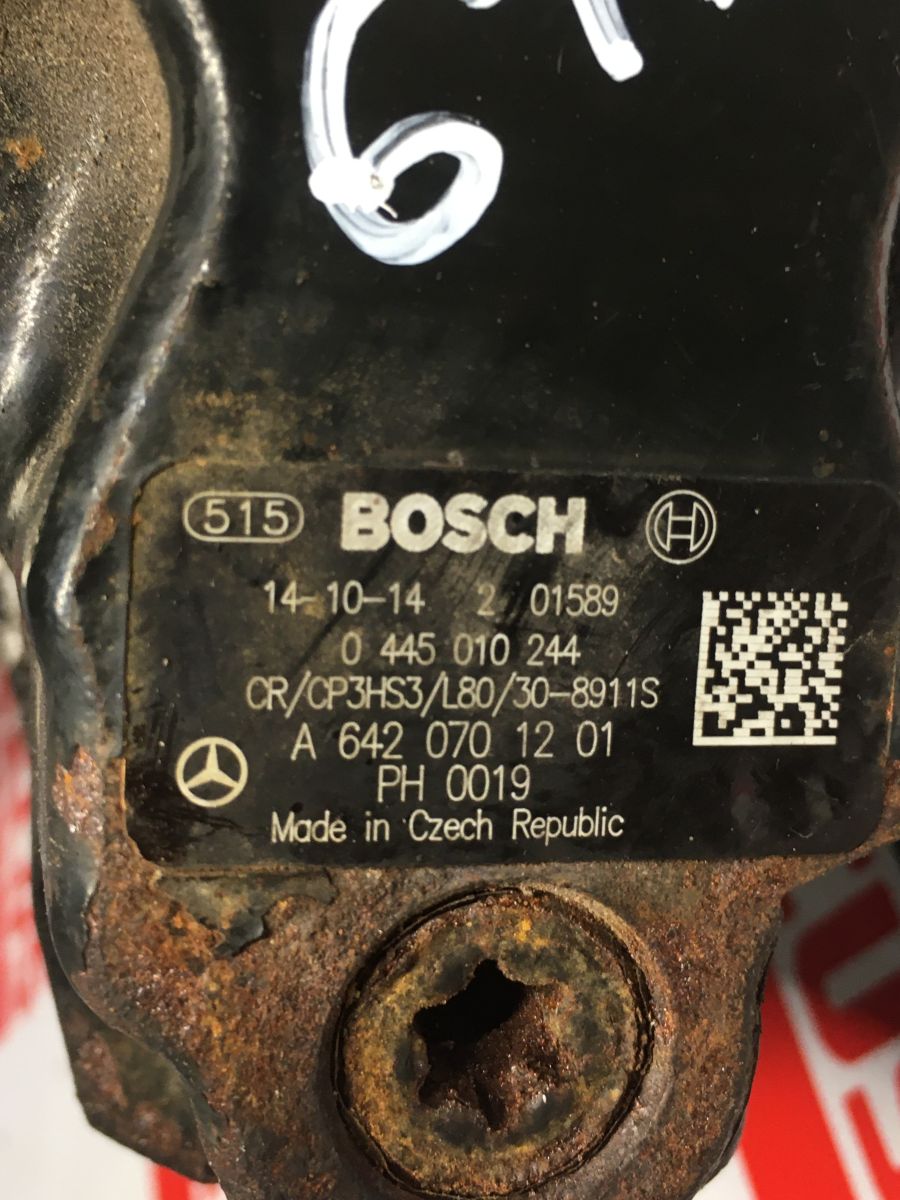 6
515 BOSCH
14-10-14 2 01589
0 445 010 244
CR/CP3HS3/L80/30-8911S
A 642 070 12 01
PH 0019
Made in Czech Republic